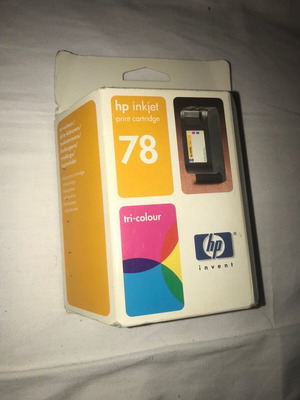 hp inkjet
print cartridge
78
tri-colour
hp
invent